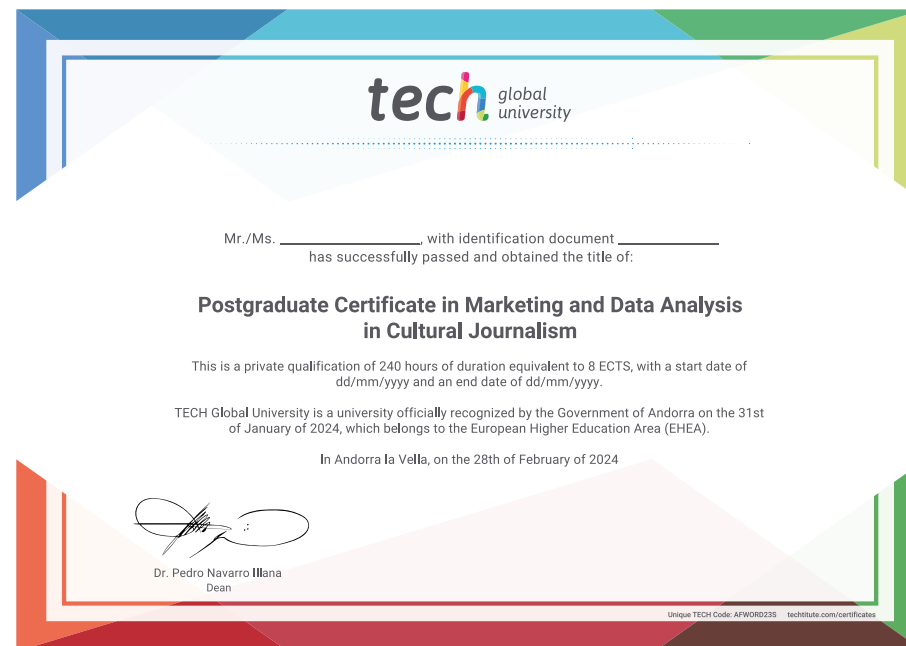 tech global
university
Mr./Ms. ____________________, with identification document ______________
has successfully passed and obtained the title of:
Postgraduate Certificate in Marketing and Data Analysis
in Cultural Journalism
This is a private qualification of 240 hours of duration equivalent to 8 ECTS, with a start date of
dd/mm/yyyy and an end date of dd/mm/yyyy.
TECH Global University is a university officially recognized by the Government of Andorra on the 31st
of January of 2024, which belongs to the European Higher Education Area (EHEA).
In Andorra la Vella, on the 28th of February of 2024
Dr. Pedro Navarro Illana
Dean
Unique TECH Code: AFWORD23S techtitute.com/certificates